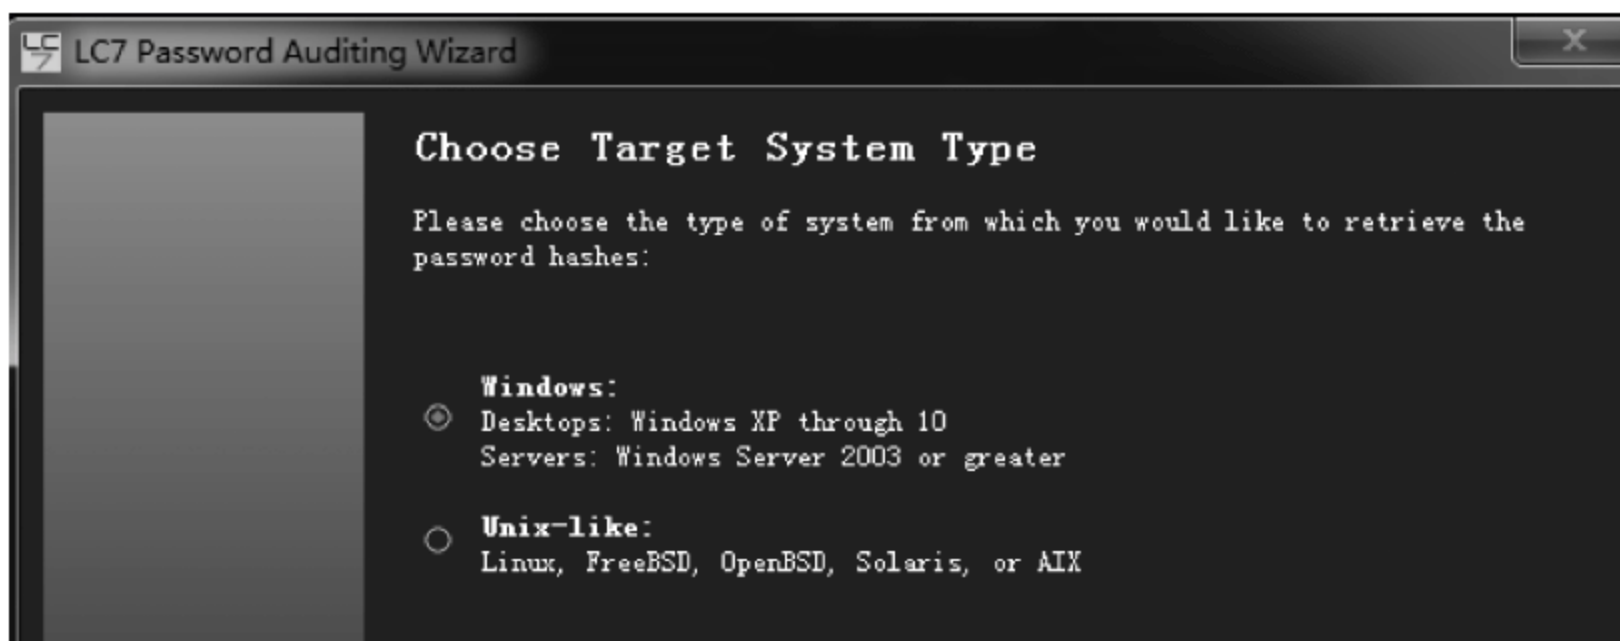 LC7 LC7 Password Auditing Wizard X
Choose Target System Type
Please choose the type of system from which you would like to retrieve the
password hashes:
Windows:
Desktops: Windows XP through 10
Servers: Windows Server 2003 or greater
Unix-like:
Linux, FreeBSD, OpenBSD, Solaris, or AIX